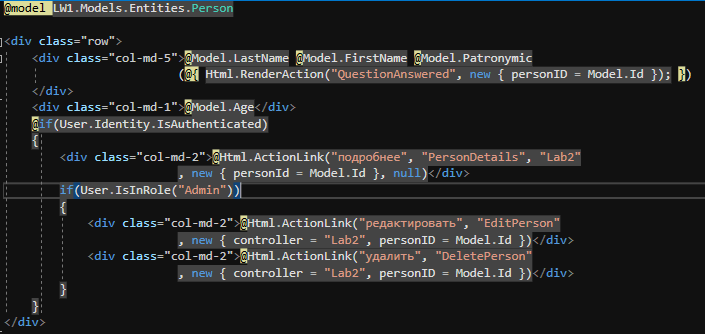 @model LW1.Models.Entities.Person
<div class="row">
<div class="col-md-5">@Model.LastName @Model.FirstName @Model.Patronymic
(@{ Html.RenderAction("QuestionAnswered", new { personID = Model.Id }); })
</div>
<div class="col-md-1">@Model.Age</div>
@if(User.Identity.IsAuthenticated)
{
<div class="col-md-2">@Html.ActionLink("подробнее", "PersonDetails", "Lab2"
, new { personId = Model.Id }, null)</div>
if(User.IsInRole("Admin"))
{
<div class="col-md-2">@Html.ActionLink("редактировать", "EditPerson"
, new { controller = "Lab2", personID = Model.Id })</div>
<div class="col-md-2">@Html.ActionLink("удалить", "DeletePerson"
, new { controller = "Lab2", personID = Model.Id })</div>
}
}
</div>